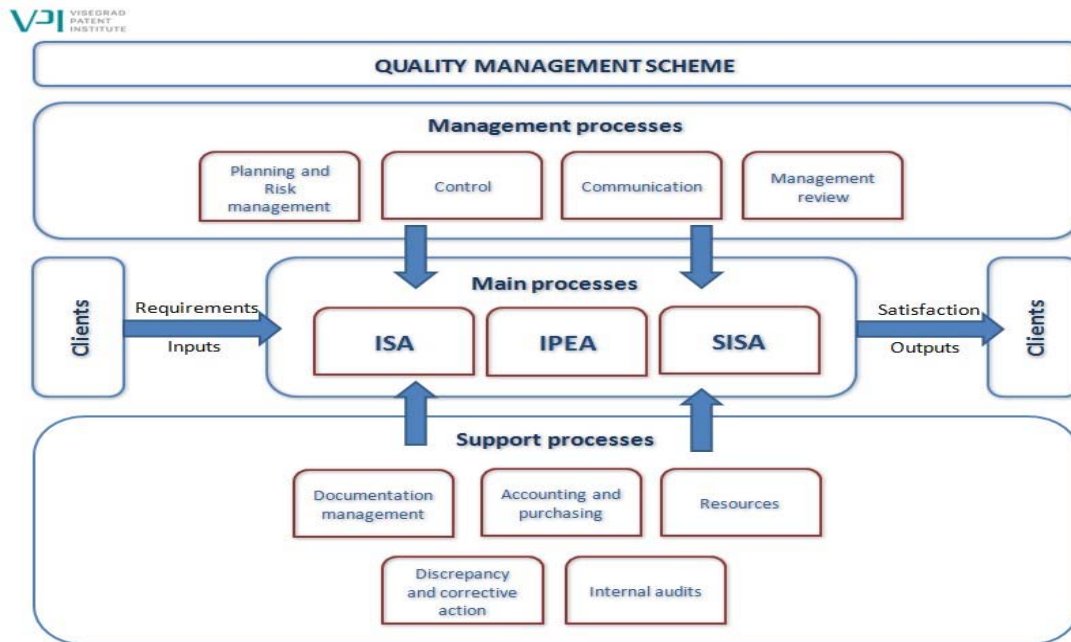 VPI
VISEGRAD
PATENT
INSTITUTE
QUALITY MANAGEMENT SCHEME
Management processes
Planning and
Risk
management
Control
Communication
Management
review
Clients
Requirements
Inputs
Main processes
ISA
IPEA
SISA
Satisfaction
Outputs
Clients
Support processes
Documentation
management
Accounting and
purchasing
Resources
Discrepancy
and corrective
action
Internal audits